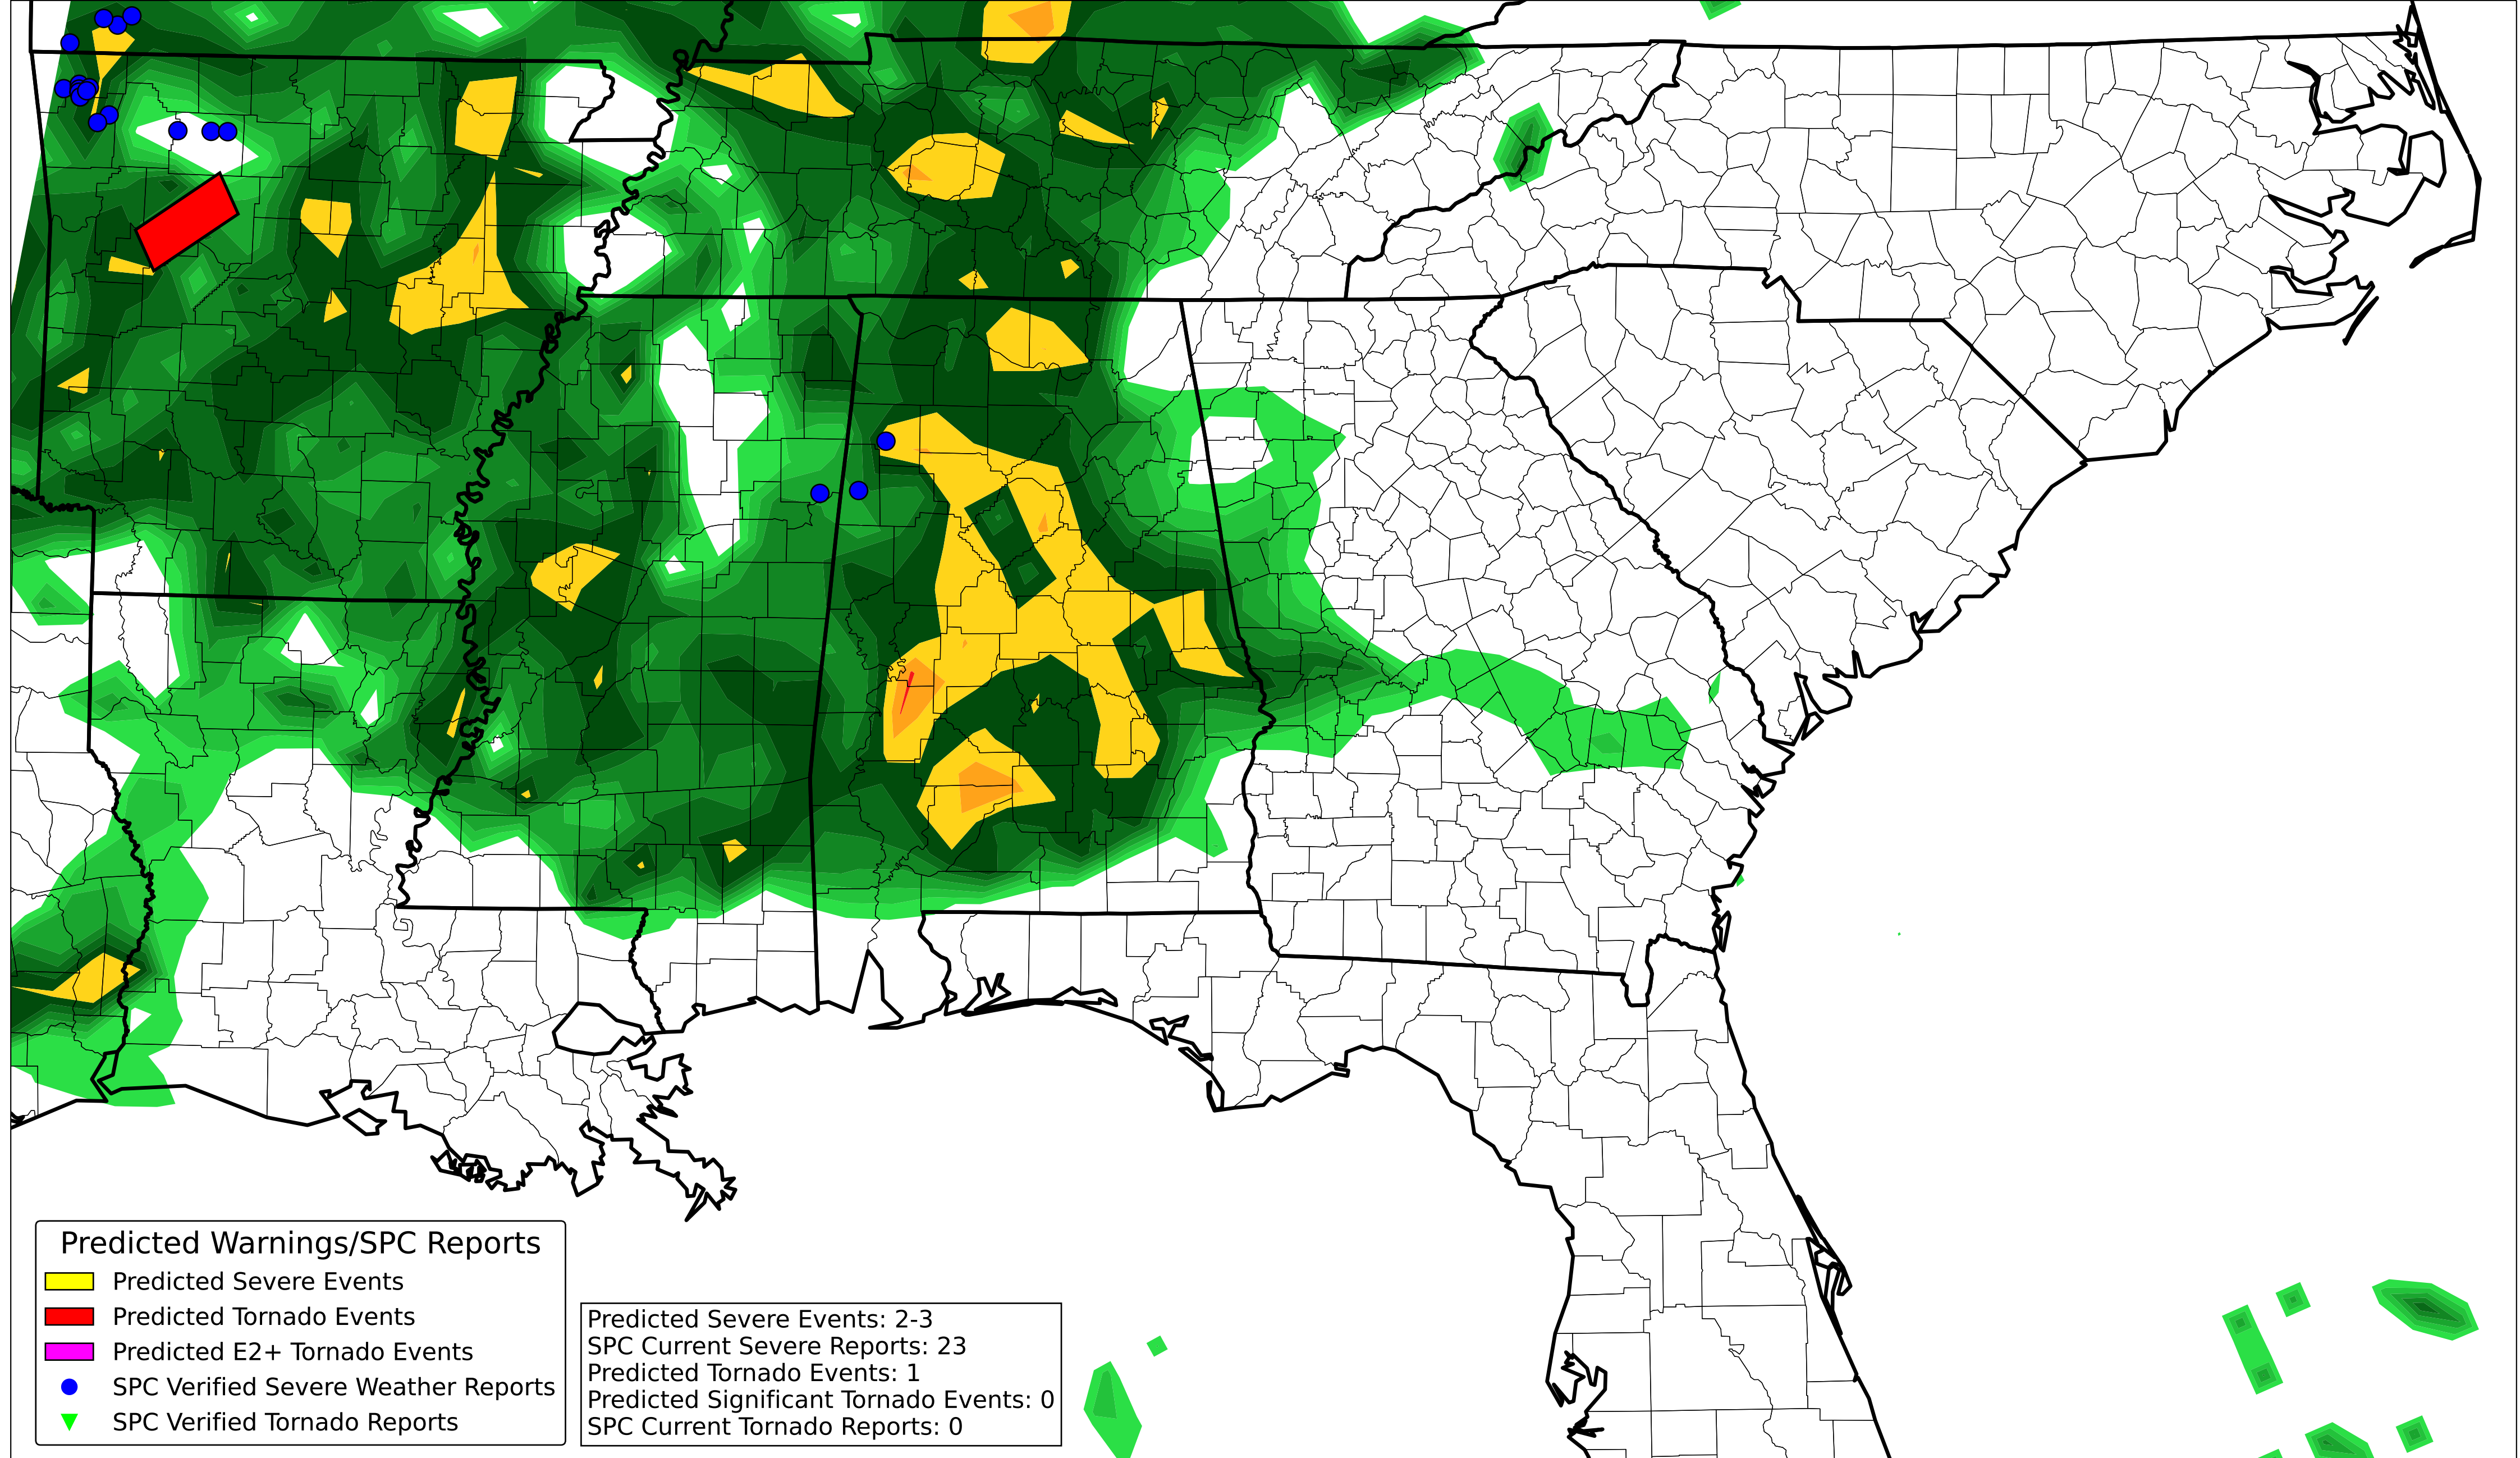 Predicted Warnings/SPC Reports
Predicted Severe Events
Predicted Tornado Events
Predicted E2+ Tornado Events
SPC Verified Severe Weather Reports
SPC Verified Tornado Reports
Predicted Severe Events: 2-3
SPC Current Severe Reports: 23
Predicted Tornado Events: 1
Predicted Significant Tornado Events: 0
SPC Current Tornado Reports: 0